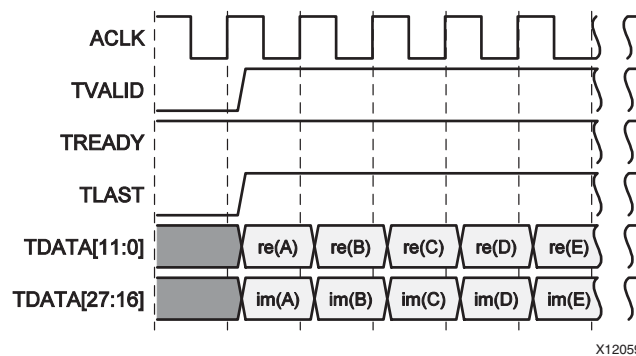 ACLK
TVALID
TREADY
TLAST
TDATA[11:0] re(A) re(B) re(C) re(D) re(E)
TDATA[27:16] im(A) im(B) im(C) im(D) im(E)
X12059